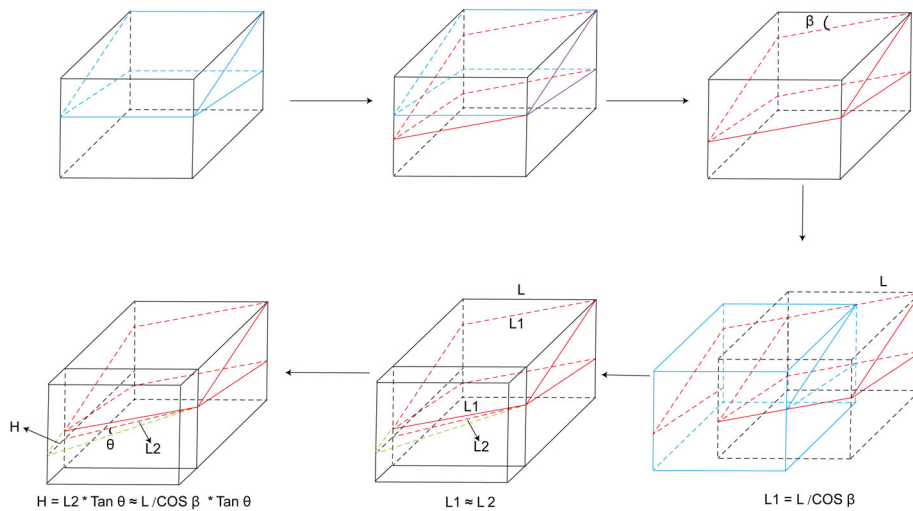 β
L
L
L1
L1
H
θ
L2
L2
H = L2 * Tan θ ≈ L /COS β * Tan θ
L1 ≈ L 2
L1 = L /COS β